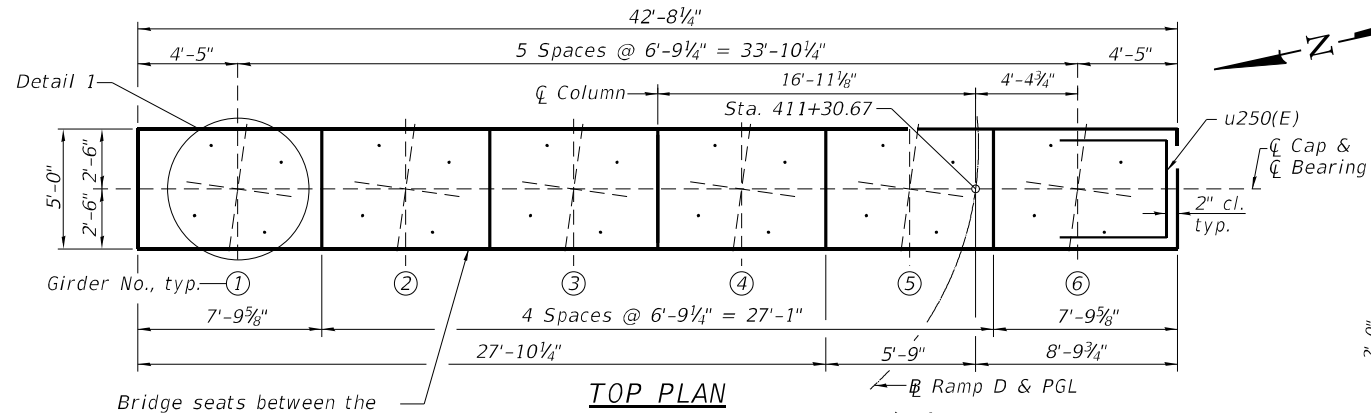 42'-8¼"
4'-5"
5 Spaces @ 6'-9¼" = 33'-10¼"
4'-5"
N
Detail 1
16'-11⅛"
4'-4¾"
℄ Column
Sta. 411+30.67
u250(E)
℄ Cap &
℄ Bearing
5'-0"
2'-6"
2'-6"
2" cl.
typ.
Girder No., typ.
1 2 3 4 5 6
7'-9⅝"
4 Spaces @ 6'-9¼" = 27'-1"
7'-9⅝"
2'-0"
27'-10¼"
5'-9"
8'-9¾"
TOP PLAN
℄ Ramp D & PGL
Bridge seats between the